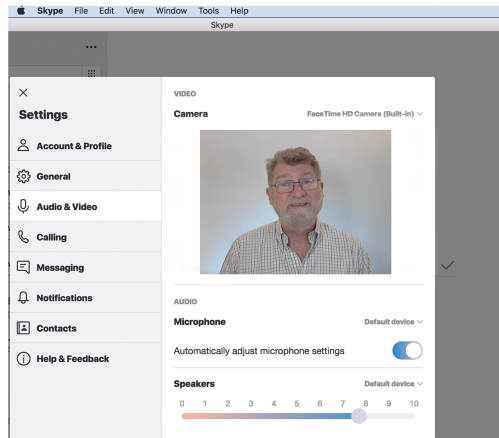 Skype File Edit View Window Tools Help
Skype
Settings
Account & Profile
General
Audio & Video
Calling
Messaging
Notifications
Contacts
Help & Feedback
VIDEO
Camera FaceTime HD Camera (Built-in)
AUDIO
Microphone Default device
Automatically adjust microphone settings
Speakers Default device
0 1 2 3 4 5 6 7 8 9 10